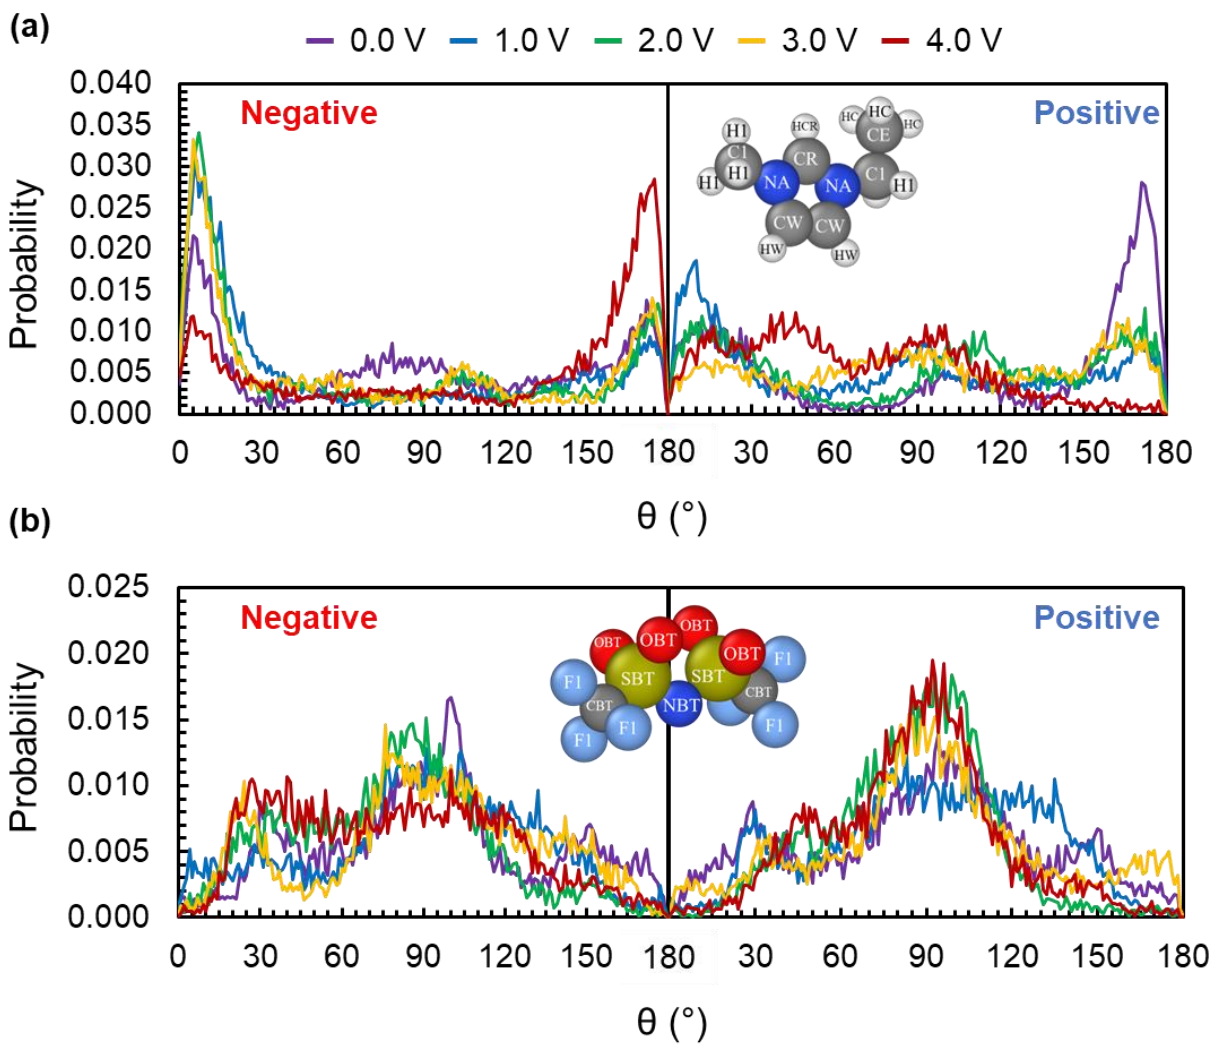 (a)
0.0 V 1.0 V 2.0 V 3.0 V 4.0 V
0.040
0.035
0.030
0.025
0.020
0.015
0.010
0.005
0.000
Probability
Negative
Positive
H1
C1
H1
H1
HCR
CR
NA
NA
CW
CW
HW
HW
HC
HC
HC
CE
C1
H1
0 30 60 90 120 150 180 30 60 90 120 150 180
θ (°)
(b)
0.025
0.020
0.015
0.010
0.005
0.000
Probability
Negative
Positive
OBT
OBT
OBT
OBT
F1
SBT
SBT
F1
CBT
NBT
CBT
F1
F1
F1
0 30 60 90 120 150 180 30 60 90 120 150 180
θ (°)